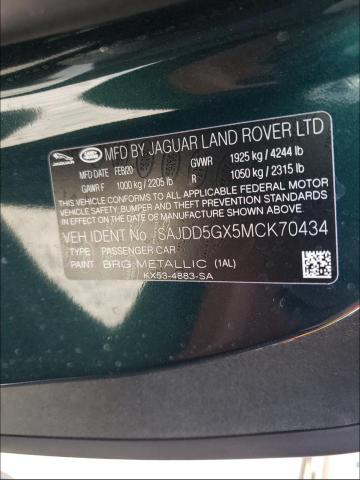 JAGUAR
LAND ROVER
MFD BY JAGUAR LAND ROVER LTD
MFD DATE FEB/20 GVWR 1925 kg / 4244 lb
GAWR F 1000 kg / 2205 lb R 1050 kg / 2315 lb
THIS VEHICLE CONFORMS TO ALL APPLICABLE FEDERAL MOTOR
VEHICLE SAFETY, BUMPER, AND THEFT PREVENTION STANDARDS
IN EFFECT ON THE DATE OF MANUFACTURE SHOWN ABOVE.
VEH IDENT No SAJDD5GX5MCK70434
TYPE PASSENGER CAR
PAINT BRG METALLIC (1AL)
KX53-4883-SA